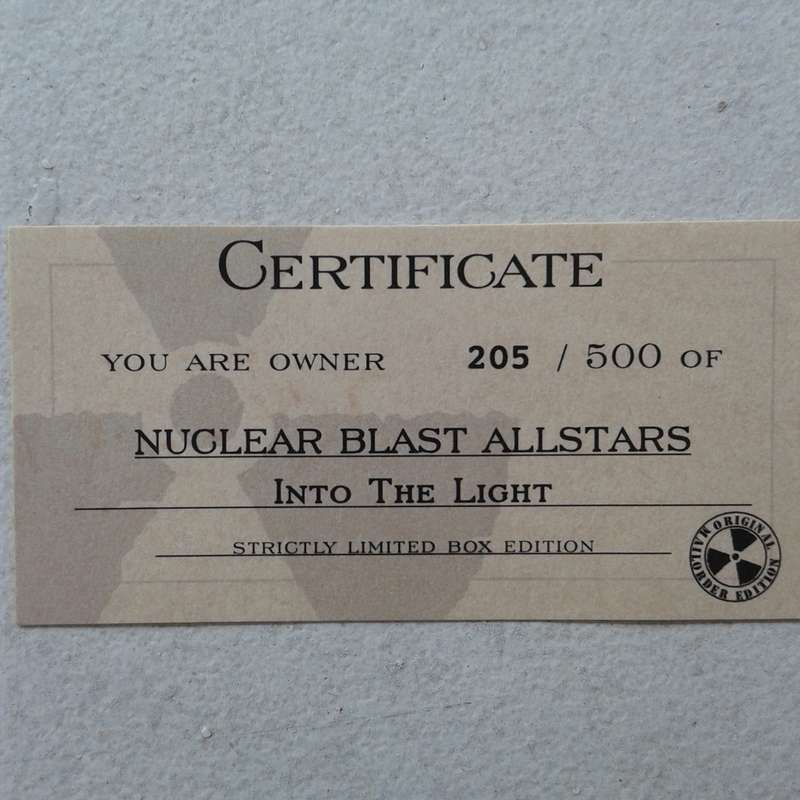 CERTIFICATE
YOU ARE OWNER 205 / 500 OF
NUCLEAR BLAST ALLSTARS
INTO THE LIGHT
STRICTLY LIMITED BOX EDITION
ORIGINAL MAILORDER EDITION